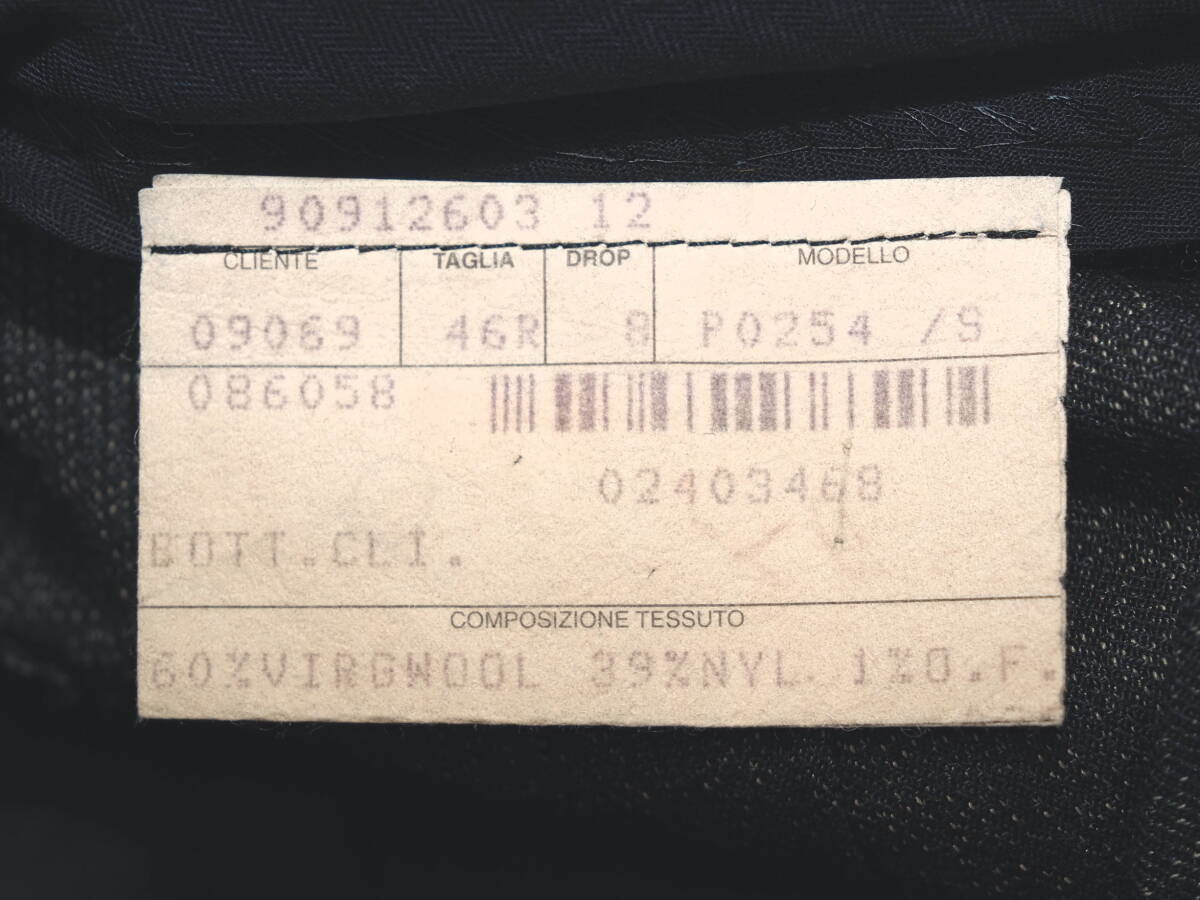 90912603 12
CLIENTE TAGLIA DROP MODELLO
09069 46R 8 P0254 /S
086058
02403468
BOTT.CLI.
COMPOSIZIONE TESSUTO
60%VIRGWOOL 39%NYL 1%O.F.